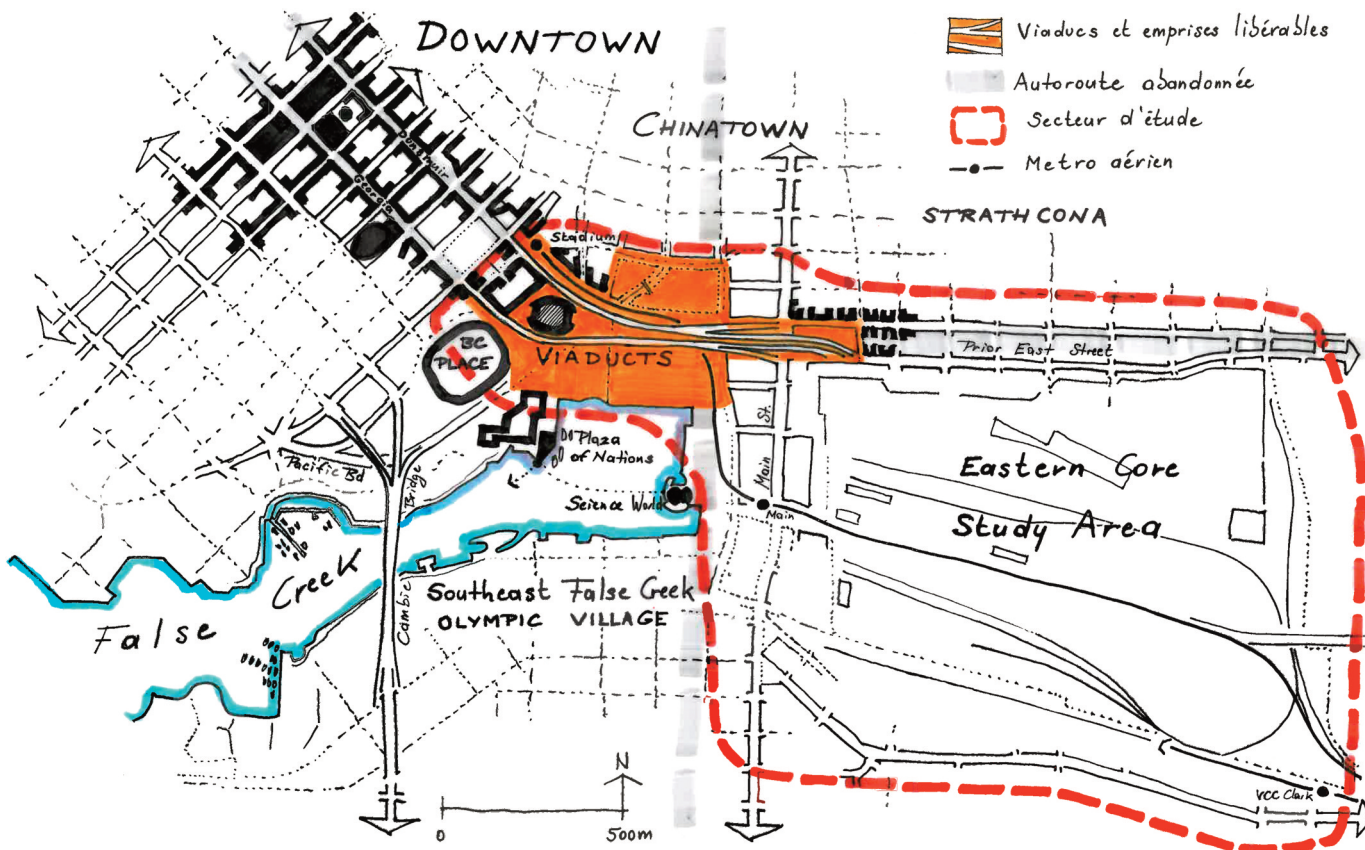 DOWNTOWN
Viaducs et emprises libérables
Autoroute abandonnée
Secteur d'étude
Metro aérien
CHINATOWN
STRATHCONA
Dunsmuir
Georgia
Stadium
BC
PLACE
VIADUCTS
Prior East Street
Plaza
of Nations
Science World
Main St.
Main
Eastern Core
Study Area
Pacific Bd
Cambie Bridge
False Creek
Southeast False Creek
OLYMPIC VILLAGE
N
0 500m
VCC Clark